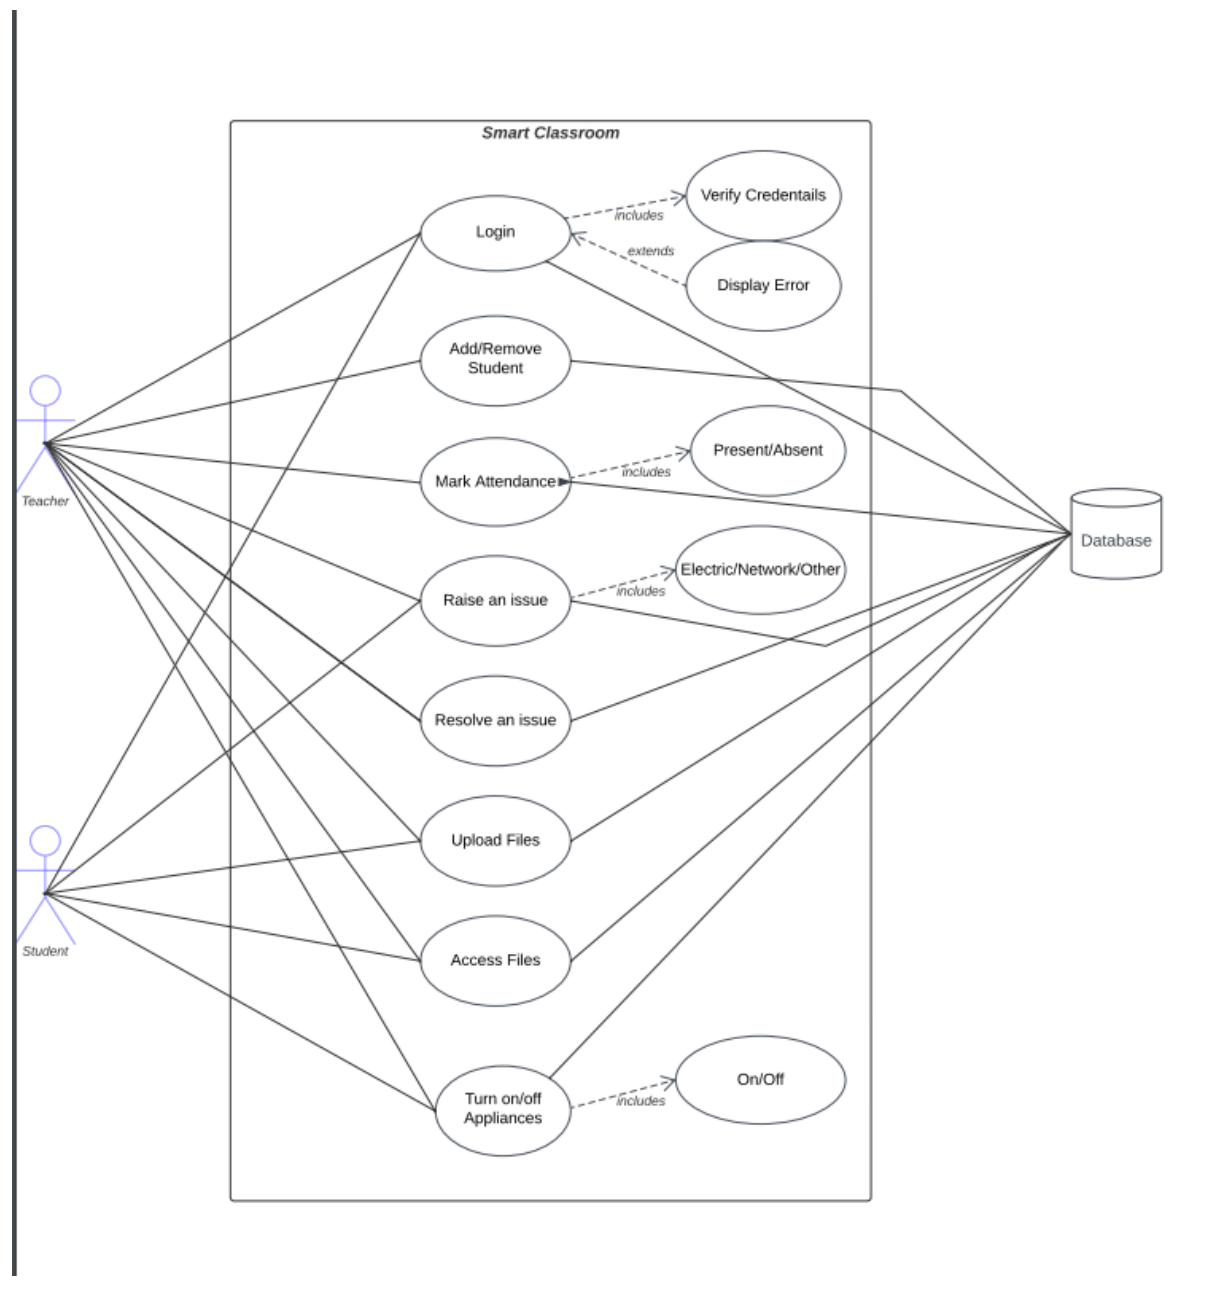 Smart Classroom
Verify Credentails
Login
includes
extends
Display Error
Add/Remove
Student
Present/Absent
Mark Attendance
includes
Teacher
Database
Electric/Network/Other
Raise an issue
includes
Resolve an issue
Upload Files
Student
Access Files
On/Off
Turn on/off
Appliances
includes